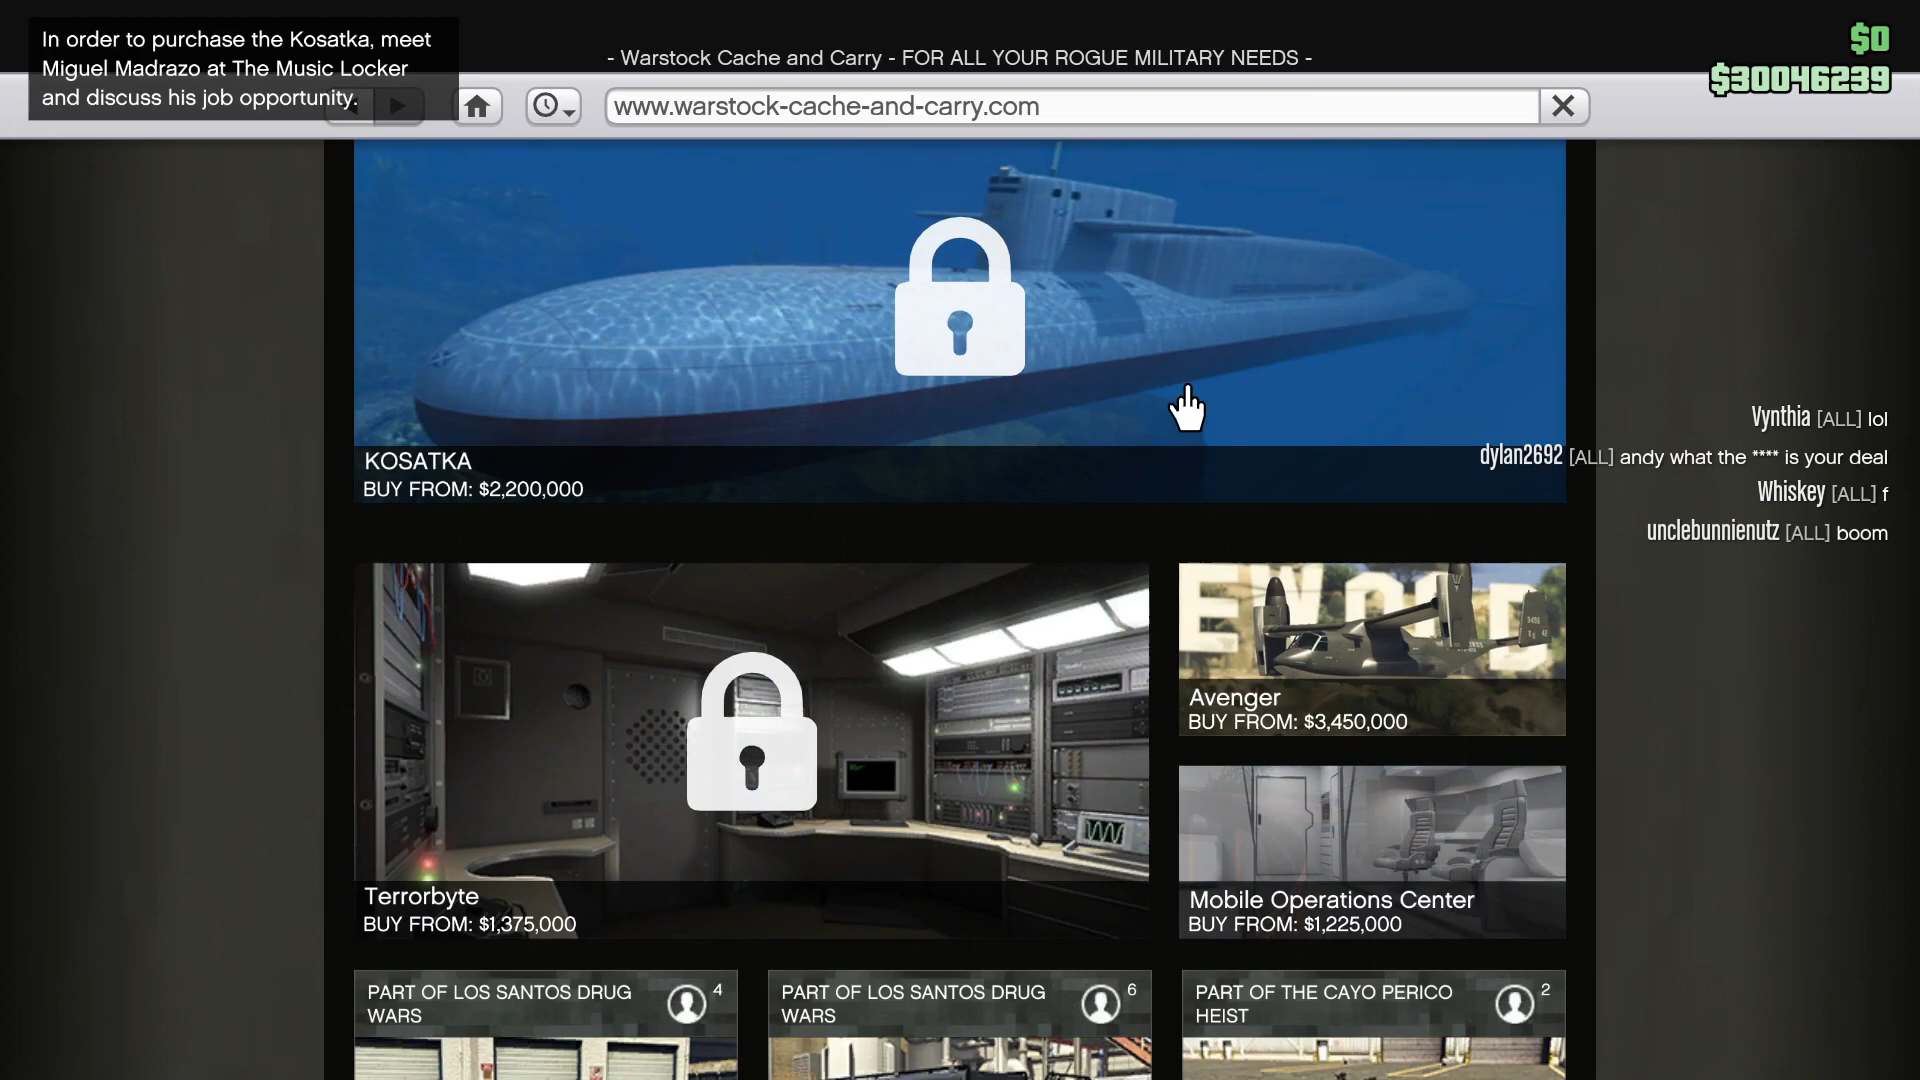 In order to purchase the Kosatka, meet
Miguel Madrazo at The Music Locker
and discuss his job opportunity.
- Warstock Cache and Carry - FOR ALL YOUR ROGUE MILITARY NEEDS -
$0
$30046239
www.warstock-cache-and-carry.com
KOSATKA
BUY FROM: $2,200,000
Vynthia [ALL] lol
dylan2692 [ALL] andy what the **** is your deal
Whiskey [ALL] f
unclebunnienutz [ALL] boom
Terrorbyte
BUY FROM: $1,375,000
Avenger
BUY FROM: $3,450,000
Mobile Operations Center
BUY FROM: $1,225,000
PART OF LOS SANTOS DRUG
WARS
4
PART OF LOS SANTOS DRUG
WARS
6
PART OF THE CAYO PERICO
HEIST
2